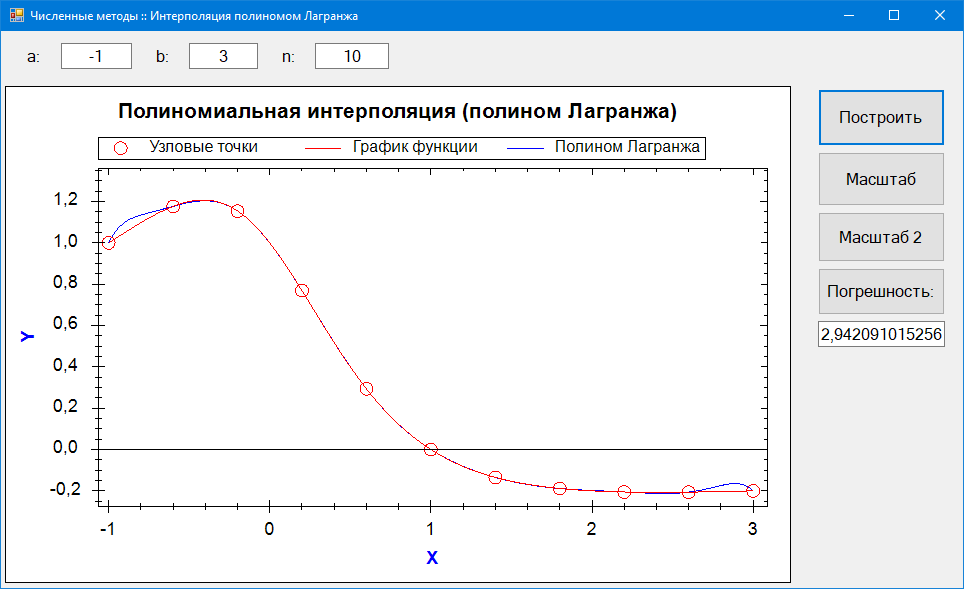 Численные методы :: Интерполяция полиномом Лагранжа
a: -1 b: 3 n: 10
Полиномиальная интерполяция (полином Лагранжа)
Узловые точки График функции Полином Лагранжа
1,2
1,0
0,8
0,6
0,4
0,2
0,0
-0,2
Y
-1 0 1 2 3
X
Построить
Масштаб
Масштаб 2
Погрешность:
2,942091015256